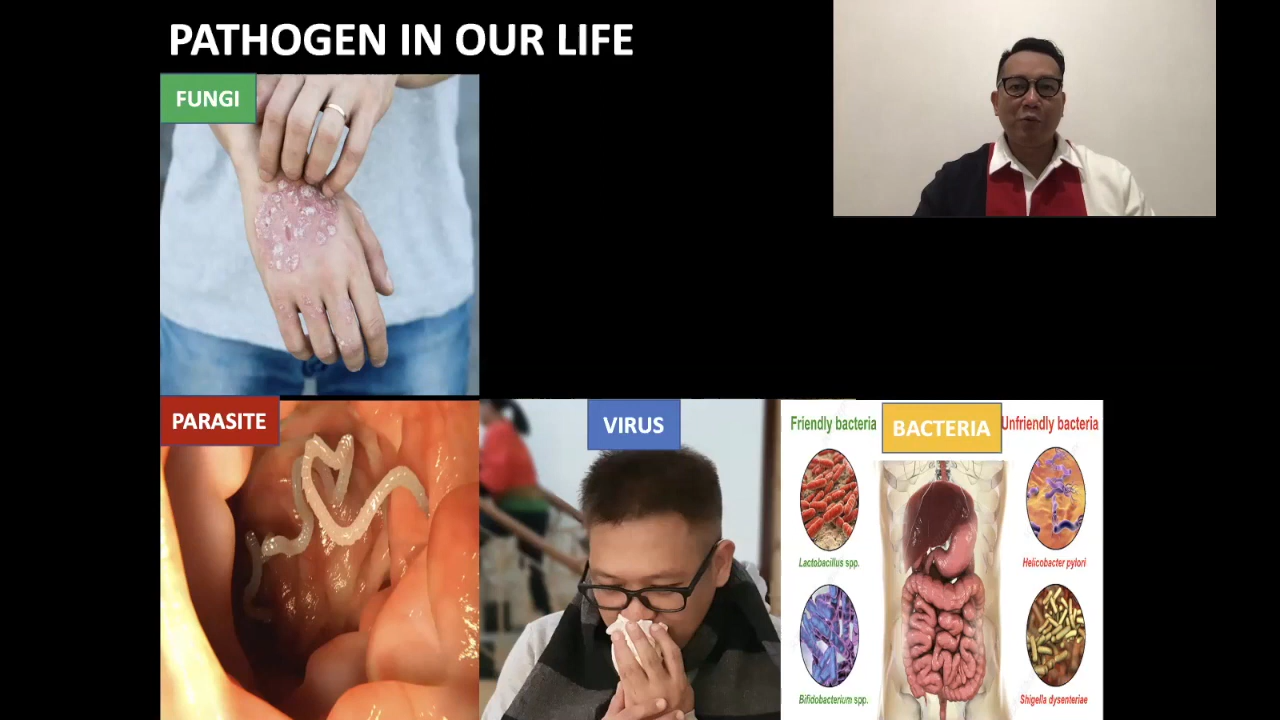 PATHOGEN IN OUR LIFE
FUNGI
PARASITE
VIRUS
Friendly bacteria
BACTERIA
Unfriendly bacteria
Lactobacillus spp.
Helicobacter pylori
Bifidobacterium spp.
Shigella dysenteriae